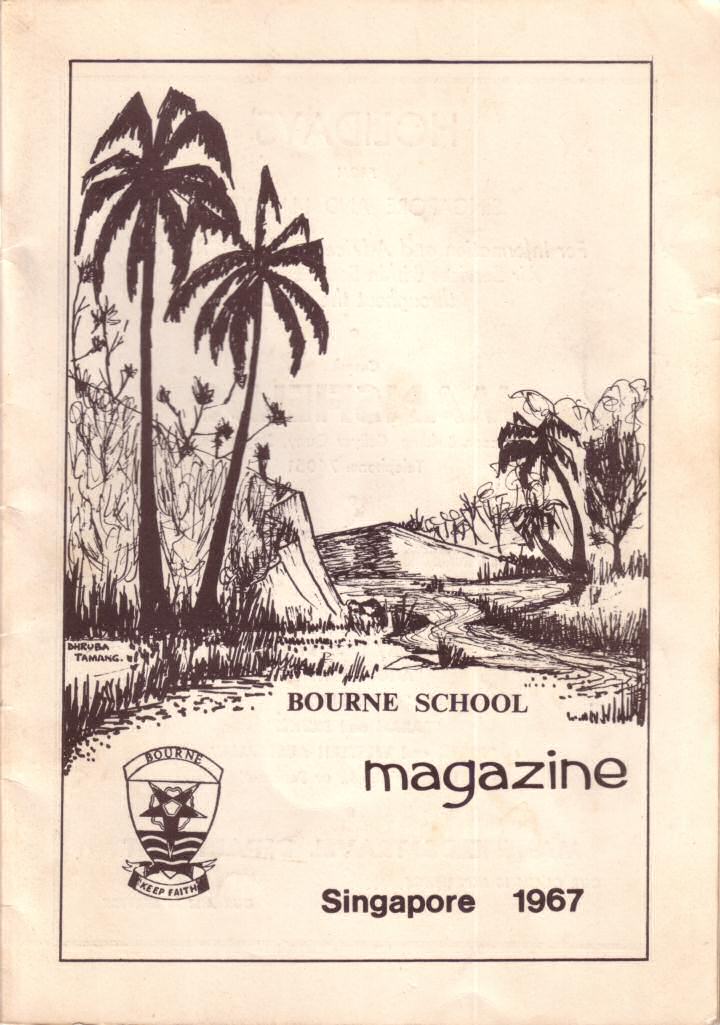 DHRUBA
TAMANG.
BOURNE SCHOOL
magazine
BOURNE
"KEEP FAITH"
Singapore 1967